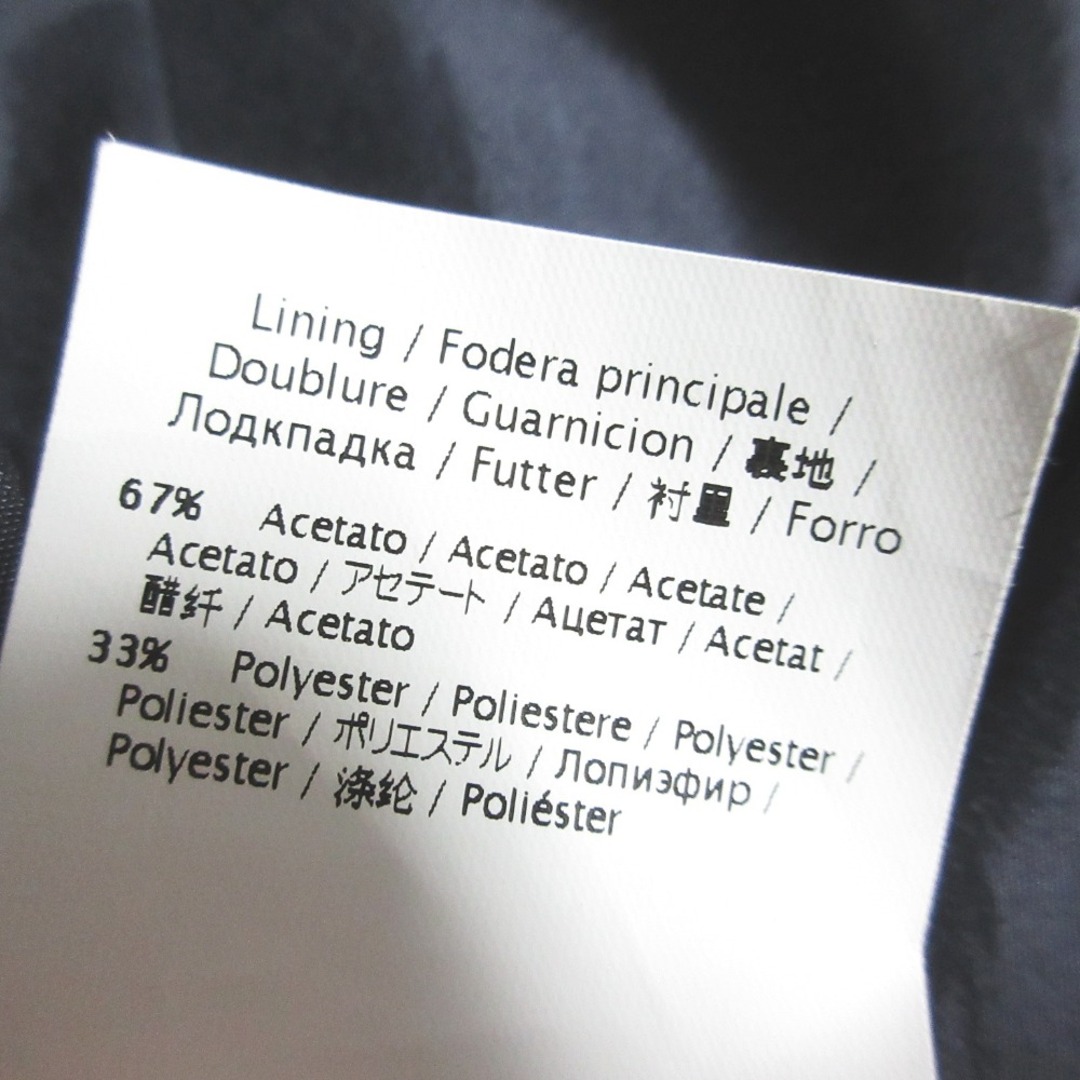 Lining / Fodera principale /
Doublure / Guarnicion / 裏地 /
Лодкпадка / Futter / 衬里 / Forro
67% Acetato / Acetato / Acetate /
Acetato / アセテート / Ацетат / Acetat /
醋纤 / Acetato
33% Polyester / Poliestere / Polyester /
Poliester / ポリエステル / Лопиэфир /
Polyester / 涤纶 / Poliéster